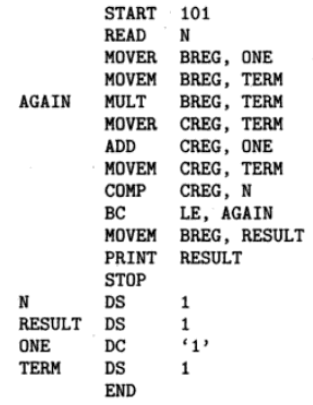 START 101
READ N
MOVER BREG, ONE
MOVEM BREG, TERM
AGAIN MULT BREG, TERM
MOVER CREG, TERM
ADD CREG, ONE
MOVEM CREG, TERM
COMP CREG, N
BC LE, AGAIN
MOVEM BREG, RESULT
PRINT RESULT
STOP
N DS 1
RESULT DS 1
ONE DC ‘1’
TERM DS 1
END